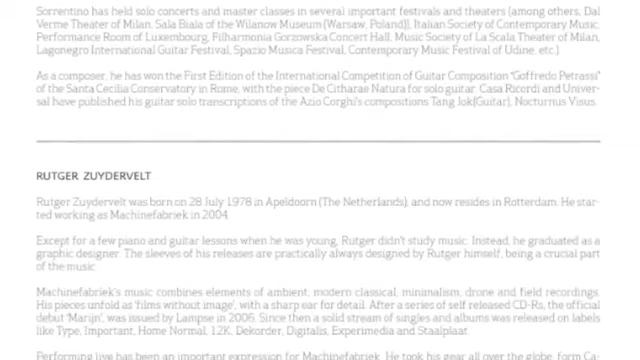 Sorrentino has held solo concerts and master classes in several important festivals and theaters (among others, Dal
Verme Theater of Milan, Sala Biala of the Wilanow Museum (Warsaw, Poland)), Italian Society of Contemporary Music,
Performance Room of Luxembourg, Filharmonia Gorzowska Concert Hall, Music Society of La Scala Theater of Milan,
Lagonegro International Guitar Festival, Spazio Musica Festival, Contemporary Music Festival of Udine, etc.)
As a composer, he has won the First Edition of the International Competition of Guitar Composition "Goffredo Petrassi"
of the Santa Cecilia Conservatory in Rome, with the piece De Citharae Natura for solo guitar. Casa Ricordi and Univer-
sal have published his guitar solo transcriptions of the Azio Corghi's compositions Tang Jok(Guitar), Nocturnus Visus.
RUTGER ZUYDERVELT
Rutger Zuydervelt was born on 28 July 1978 in Apeldoorn (The Netherlands), and now resides in Rotterdam. He star-
ted working as Machinefabriek in 2004.
Except for a few piano and guitar lessons when he was young, Rutger didn't study music. Instead, he graduated as a
graphic designer. The sleeves of his releases are practically always designed by Rutger himself, being a crucial part
of the music.
Machinefabriek's music combines elements of ambient, modern classical, minimalism, drone and field recordings.
His pieces unfold as 'films without image', with a sharp ear for detail. After a series of self released CD-Rs, the official
debut 'Marijn', was issued by Lampse in 2006. Since then a solid stream of singles and albums was released on labels
like Type, Important, Home Normal, 12K, Dekorder, Digitalis, Experimedia and Staalplaat.
Performing live has been an important expression for Machinefabriek. He took his gear all over the globe, form Ca-